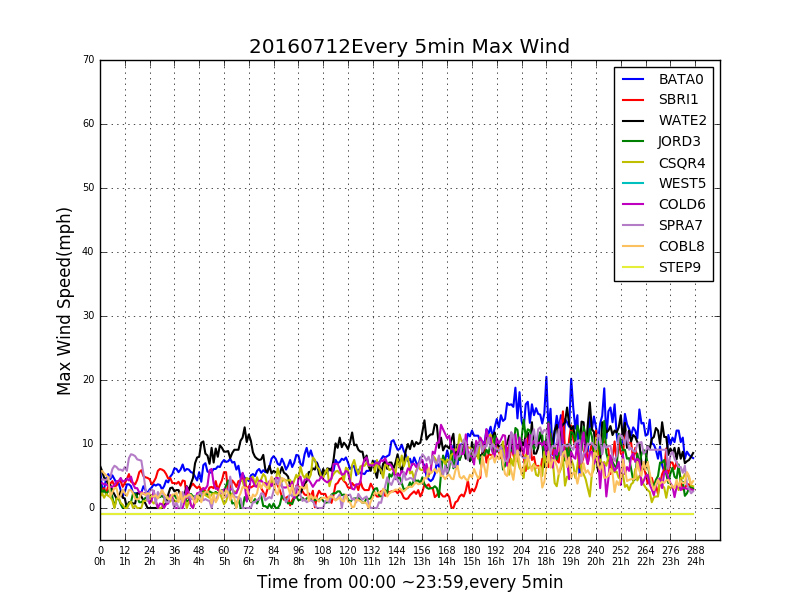 20160712Every 5min Max Wind
70
60
50
40
30
20
10
0
Max Wind Speed(mph)
BATA0
SBRI1
WATE2
JORD3
CSQR4
WEST5
COLD6
SPRA7
COBL8
STEP9
0 12 24 36 48 60 72 84 96 108 120 132 144 156 168 180 192 204 216 228 240 252 264 276 288
0h 1h 2h 3h 4h 5h 6h 7h 8h 9h 10h 11h 12h 13h 14h 15h 16h 17h 18h 19h 20h 21h 22h 23h 24h
Time from 00:00 ~23:59,every 5min